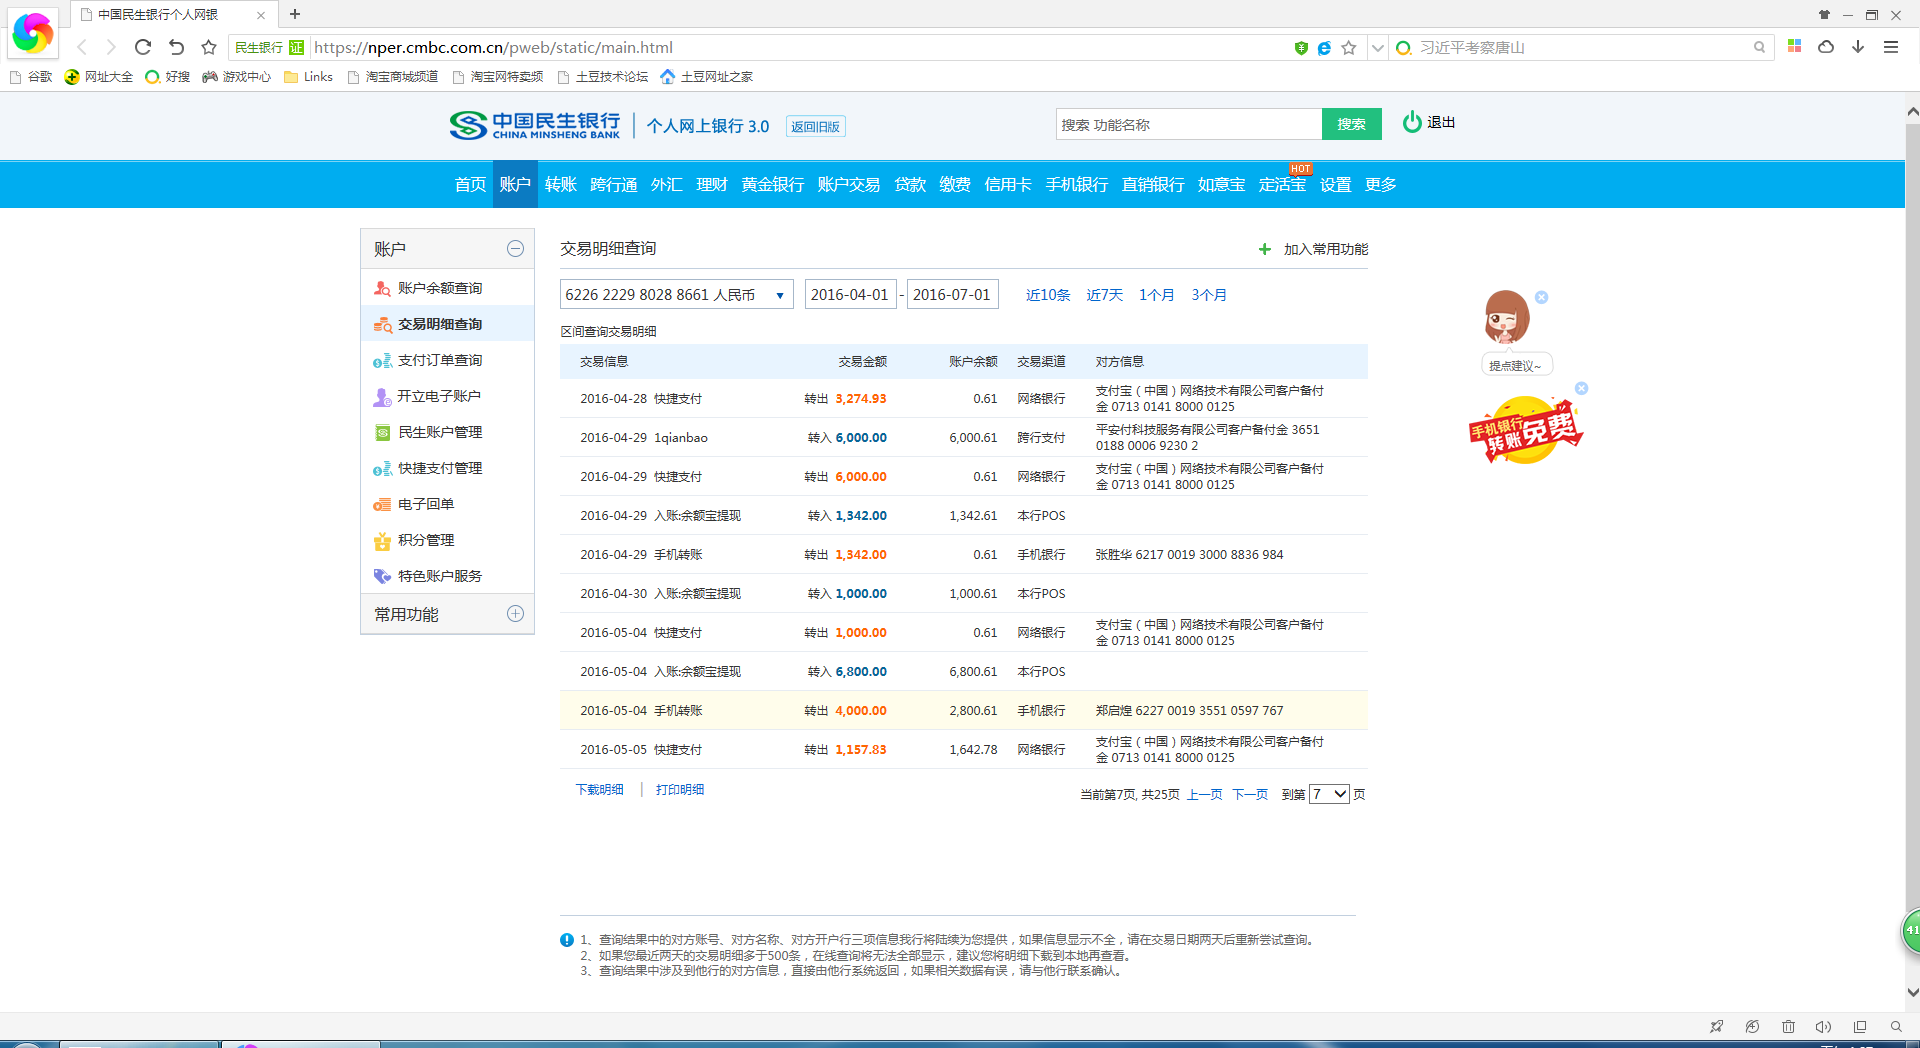 中国民生银行个人网银
民生银行 证 https://nper.cmbc.com.cn/pweb/static/main.html
习近平考察唐山
谷歌 网址大全 好搜 游戏中心 Links 淘宝商城频道 淘宝网特卖频 土豆技术论坛 土豆网址之家
中国民生银行
CHINA MINSHENG BANK
个人网上银行 3.0 返回旧版
搜索 功能名称 搜索 退出
HOT
首页 账户 转账 跨行通 外汇 理财 黄金银行 账户交易 贷款 缴费 信用卡 手机银行 直销银行 如意宝 定活宝 设置 更多
账户
账户余额查询
交易明细查询
支付订单查询
开立电子账户
民生账户管理
快捷支付管理
电子回单
积分管理
特色账户服务
常用功能
交易明细查询 加入常用功能
6226 2229 8028 8661 人民币 2016-04-01 - 2016-07-01 近10条 近7天 1个月 3个月
区间查询交易明细
交易信息 交易金额 账户余额 交易渠道 对方信息
2016-04-28 快捷支付 转出 3,274.93 0.61 网络银行 支付宝（中国）网络技术有限公司客户备付
金 0713 0141 8000 0125
2016-04-29 1qianbao 转入 6,000.00 6,000.61 跨行支付 平安付科技服务有限公司客户备付金 3651
0188 0006 9230 2
2016-04-29 快捷支付 转出 6,000.00 0.61 网络银行 支付宝（中国）网络技术有限公司客户备付
金 0713 0141 8000 0125
2016-04-29 入账:余额宝提现 转入 1,342.00 1,342.61 本行POS
2016-04-29 手机转账 转出 1,342.00 0.61 手机银行 张胜华 6217 0019 3000 8836 984
2016-04-30 入账:余额宝提现 转入 1,000.00 1,000.61 本行POS
2016-05-04 快捷支付 转出 1,000.00 0.61 网络银行 支付宝（中国）网络技术有限公司客户备付
金 0713 0141 8000 0125
2016-05-04 入账:余额宝提现 转入 6,800.00 6,800.61 本行POS
2016-05-04 手机转账 转出 4,000.00 2,800.61 手机银行 郑启煌 6227 0019 3551 0597 767
2016-05-05 快捷支付 转出 1,157.83 1,642.78 网络银行 支付宝（中国）网络技术有限公司客户备付
金 0713 0141 8000 0125
下载明细 | 打印明细
当前第7页, 共25页 上一页 下一页 到第 7 页
提点建议~
手机银行
转账免费
1、查询结果中的对方账号、对方名称、对方开户行三项信息我行将陆续为您提供，如果信息显示不全，请在交易日期两天后重新尝试查询。
2、如果您最近两天的交易明细多于500条，在线查询将无法全部显示，建议您将明细下载到本地再查看。
3、查询结果中涉及到他行的对方信息，直接由他行系统返回，如果相关数据有误，请与他行联系确认。
41